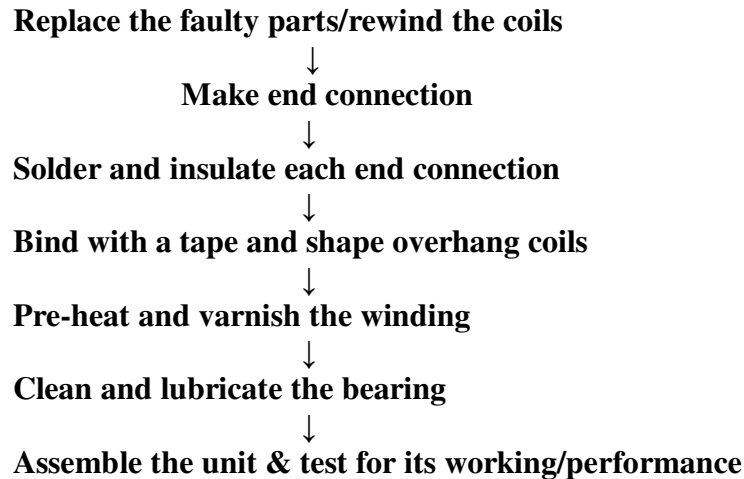 Replace the faulty parts/rewind the coils
↓
Make end connection
↓
Solder and insulate each end connection
↓
Bind with a tape and shape overhang coils
↓
Pre-heat and varnish the winding
↓
Clean and lubricate the bearing
↓
Assemble the unit & test for its working/performance